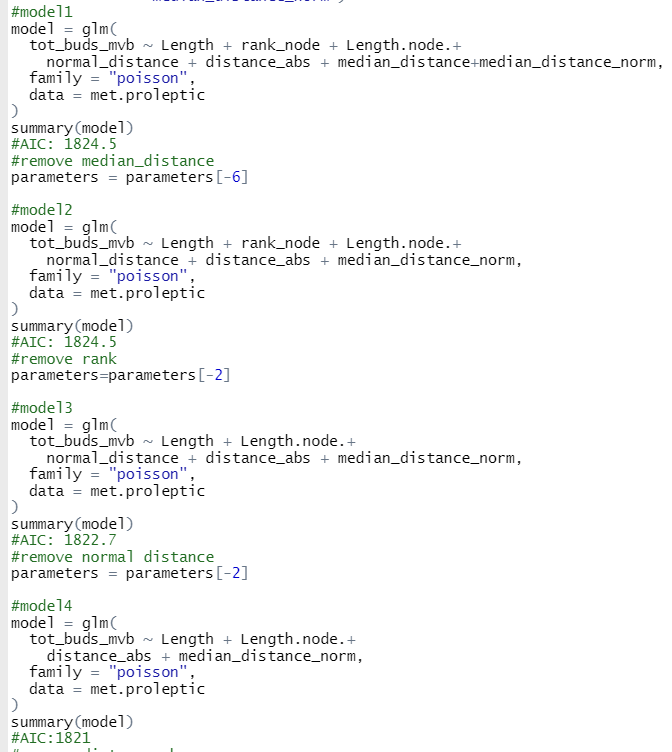 #model1
model = glm(
  tot_buds_mvb ~ Length + rank_node + Length.node.+
    normal_distance + distance_abs + median_distance+median_distance_norm,
  family = "poisson",
  data = met.proleptic
)
summary(model)
#AIC: 1824.5
#remove median_distance
parameters = parameters[-6]

#model2
model = glm(
  tot_buds_mvb ~ Length + rank_node + Length.node.+
    normal_distance + distance_abs + median_distance_norm,
  family = "poisson",
  data = met.proleptic
)
summary(model)
#AIC: 1824.5
#remove rank
parameters=parameters[-2]

#model3
model = glm(
  tot_buds_mvb ~ Length + Length.node.+
    normal_distance + distance_abs + median_distance_norm,
  family = "poisson",
  data = met.proleptic
)
summary(model)
#AIC: 1822.7
#remove normal distance
parameters = parameters[-2]

#model4
model = glm(
  tot_buds_mvb ~ Length + Length.node.+
    distance_abs + median_distance_norm,
  family = "poisson",
  data = met.proleptic
)
summary(model)
#AIC:1821